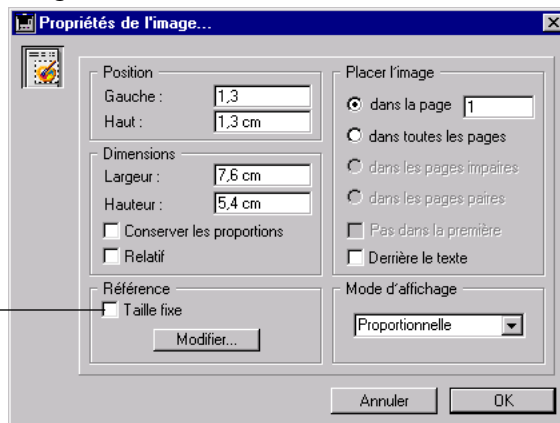 Propriétés de l'image...
Position
Gauche :
1,3
Haut :
1,3 cm
Dimensions
Largeur :
7,6 cm
Hauteur :
5,4 cm
Conserver les proportions
Relatif
Référence
Taille fixe
Modifier...
Placer l'image
dans la page
1
dans toutes les pages
dans les pages impaires
dans les pages paires
Pas dans la première
Derrière le texte
Mode d'affichage
Proportionnelle
Annuler
OK